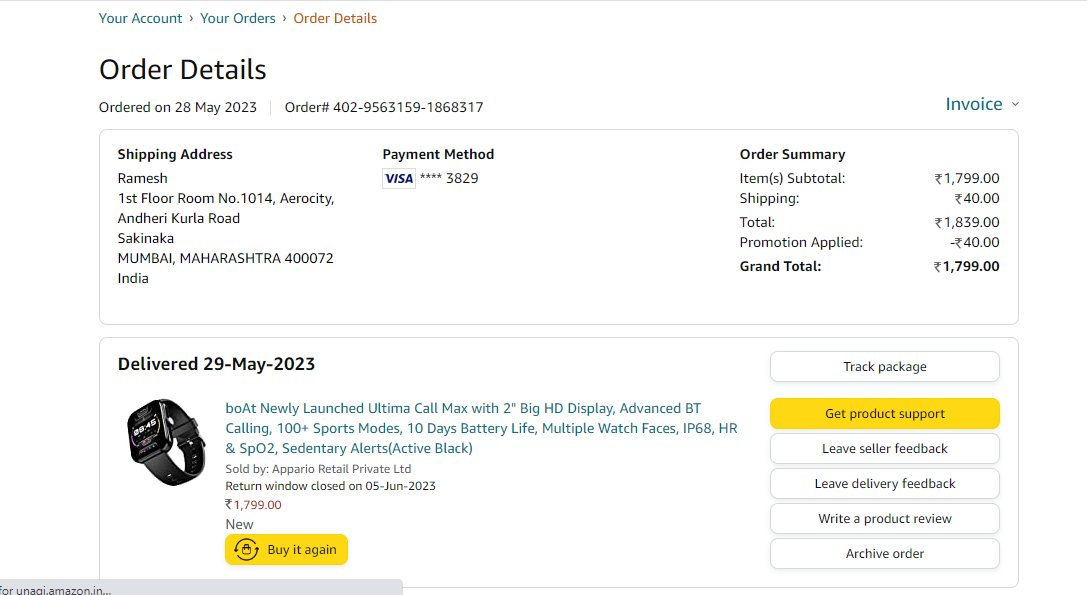 Your Account › Your Orders › Order Details
Order Details
Ordered on 28 May 2023 | Order# 402-9563159-1868317
Invoice
Shipping Address
Ramesh
1st Floor Room No.1014, Aerocity,
Andheri Kurla Road
Sakinaka
MUMBAI, MAHARASHTRA 400072
India
Payment Method
VISA **** 3829
Order Summary
Item(s) Subtotal: ₹1,799.00
Shipping: ₹40.00
Total: ₹1,839.00
Promotion Applied: -₹40.00
Grand Total: ₹1,799.00
Delivered 29-May-2023
09:45
boAt Newly Launched Ultima Call Max with 2" Big HD Display, Advanced BT
Calling, 100+ Sports Modes, 10 Days Battery Life, Multiple Watch Faces, IP68, HR
& SpO2, Sedentary Alerts(Active Black)
Sold by: Appario Retail Private Ltd
Return window closed on 05-Jun-2023
₹1,799.00
New
Buy it again
Track package
Get product support
Leave seller feedback
Leave delivery feedback
Write a product review
Archive order
for unagi.amazon.in...